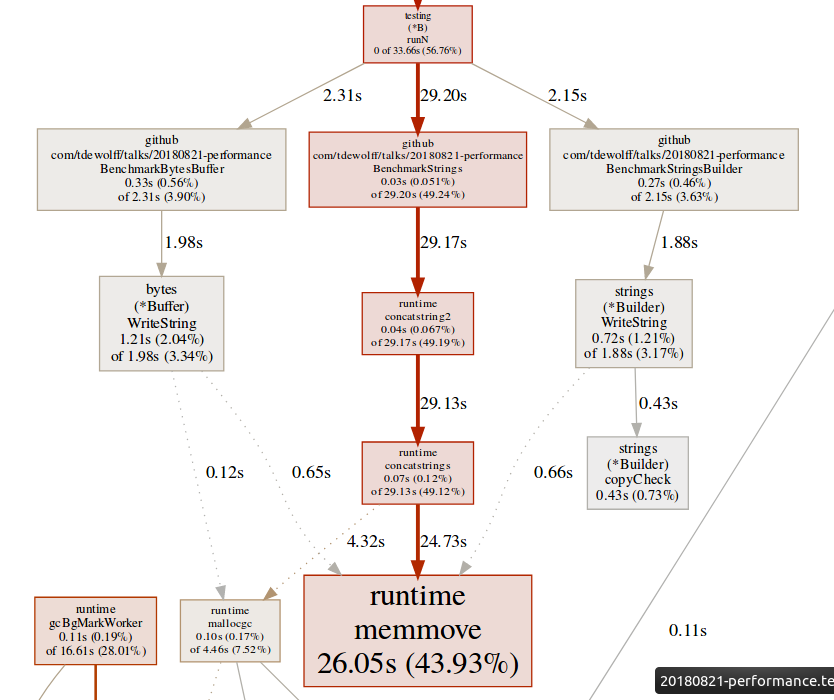 testing
(*B)
runN
0 of 33.66s (56.76%)
2.31s
29.20s
2.15s
github
com/tdewolff/talks/20180821-performance
BenchmarkBytesBuffer
0.33s (0.56%)
of 2.31s (3.90%)
github
com/tdewolff/talks/20180821-performance
BenchmarkStrings
0.03s (0.051%)
of 29.20s (49.24%)
github
com/tdewolff/talks/20180821-performance
BenchmarkStringsBuilder
0.27s (0.46%)
of 2.15s (3.63%)
1.98s
29.17s
1.88s
bytes
(*Buffer)
WriteString
1.21s (2.04%)
of 1.98s (3.34%)
runtime
concatstring2
0.04s (0.067%)
of 29.17s (49.19%)
strings
(*Builder)
WriteString
0.72s (1.21%)
of 1.88s (3.17%)
29.13s
0.43s
runtime
concatstrings
0.07s (0.12%)
of 29.13s (49.12%)
strings
(*Builder)
copyCheck
0.43s (0.73%)
0.12s
0.65s
0.66s
4.32s
24.73s
runtime
gcBgMarkWorker
0.11s (0.19%)
of 16.61s (28.01%)
runtime
mallocgc
0.10s (0.17%)
of 4.46s (7.52%)
runtime
memmove
26.05s (43.93%)
0.11s
20180821-performance.te